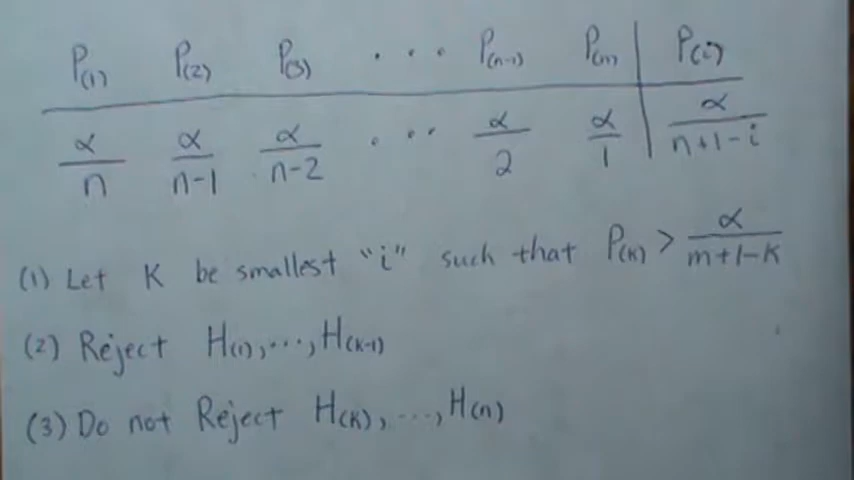 P(1) P(2) P(3) ... P(n-1) P(n) | P(i)
α/n α/n-1 α/n-2 ... α/2 α/1 | α/n+1-i
(1) Let K be smallest "i" such that P(K) > α/m+1-K
(2) Reject H(1),...,H(K-1)
(3) Do not Reject H(K),...,H(n)